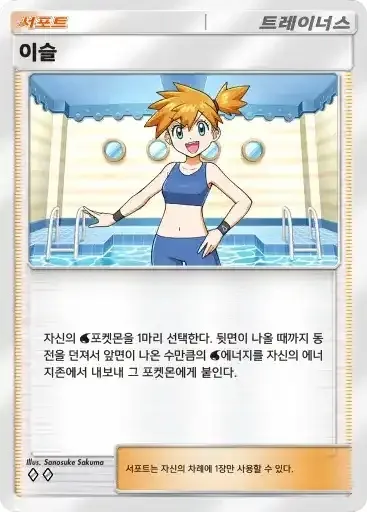 서포트
트레이너스
이슬
자신의 포켓몬을 1마리 선택한다. 뒷면이 나올 때까지 동
전을 던져서 앞면이 나온 수만큼의 에너지를 자신의 에너
지존에서 내보내 그 포켓몬에게 붙인다.
Illus. Sanosuke Sakuma
서포트는 자신의 차례에 1장만 사용할 수 있다.